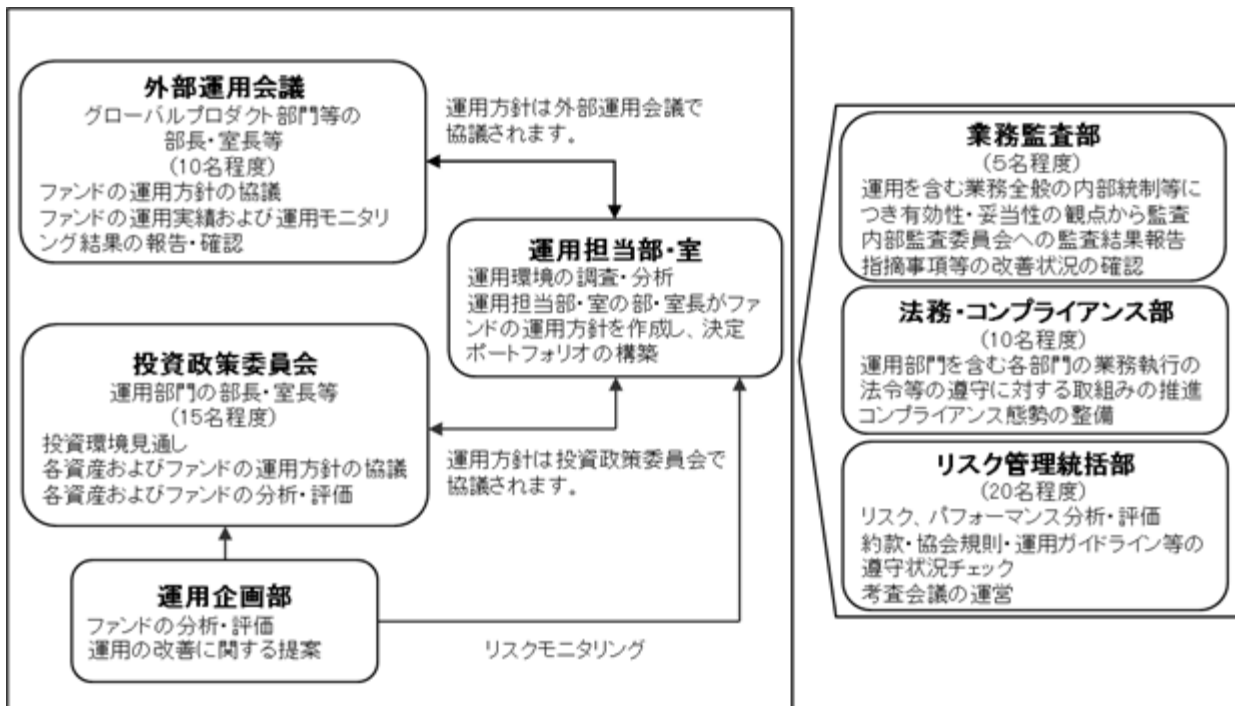 外部運用会議
グローバルプロダクト部門等の
部長・室長等
(10名程度)
ファンドの運用方針の協議
ファンドの運用実績および運用モニタリ
ング結果の報告・確認
運用方針は外部運用会議で
協議されます。
運用担当部・室
運用環境の調査・分析
運用担当部・室の部・室長がファ
ンドの運用方針を作成し、決定
ポートフォリオの構築
投資政策委員会
運用部門の部長・室長等
(15名程度)
投資環境見通し
各資産およびファンドの運用方針の協議
各資産およびファンドの分析・評価
運用方針は投資政策委員会で
協議されます。
運用企画部
ファンドの分析・評価
運用の改善に関する提案
リスクモニタリング
業務監査部
(5名程度)
運用を含む業務全般の内部統制等に
つき有効性・妥当性の観点から監査
内部監査委員会への監査結果報告
指摘事項等の改善状況の確認
法務・コンプライアンス部
(10名程度)
運用部門を含む各部門の業務執行の
法令等の遵守に対する取組みの推進
コンプライアンス態勢の整備
リスク管理統括部
(20名程度)
リスク、パフォーマンス分析・評価
約款・協会規則・運用ガイドライン等の
遵守状況チェック
考査会議の運営